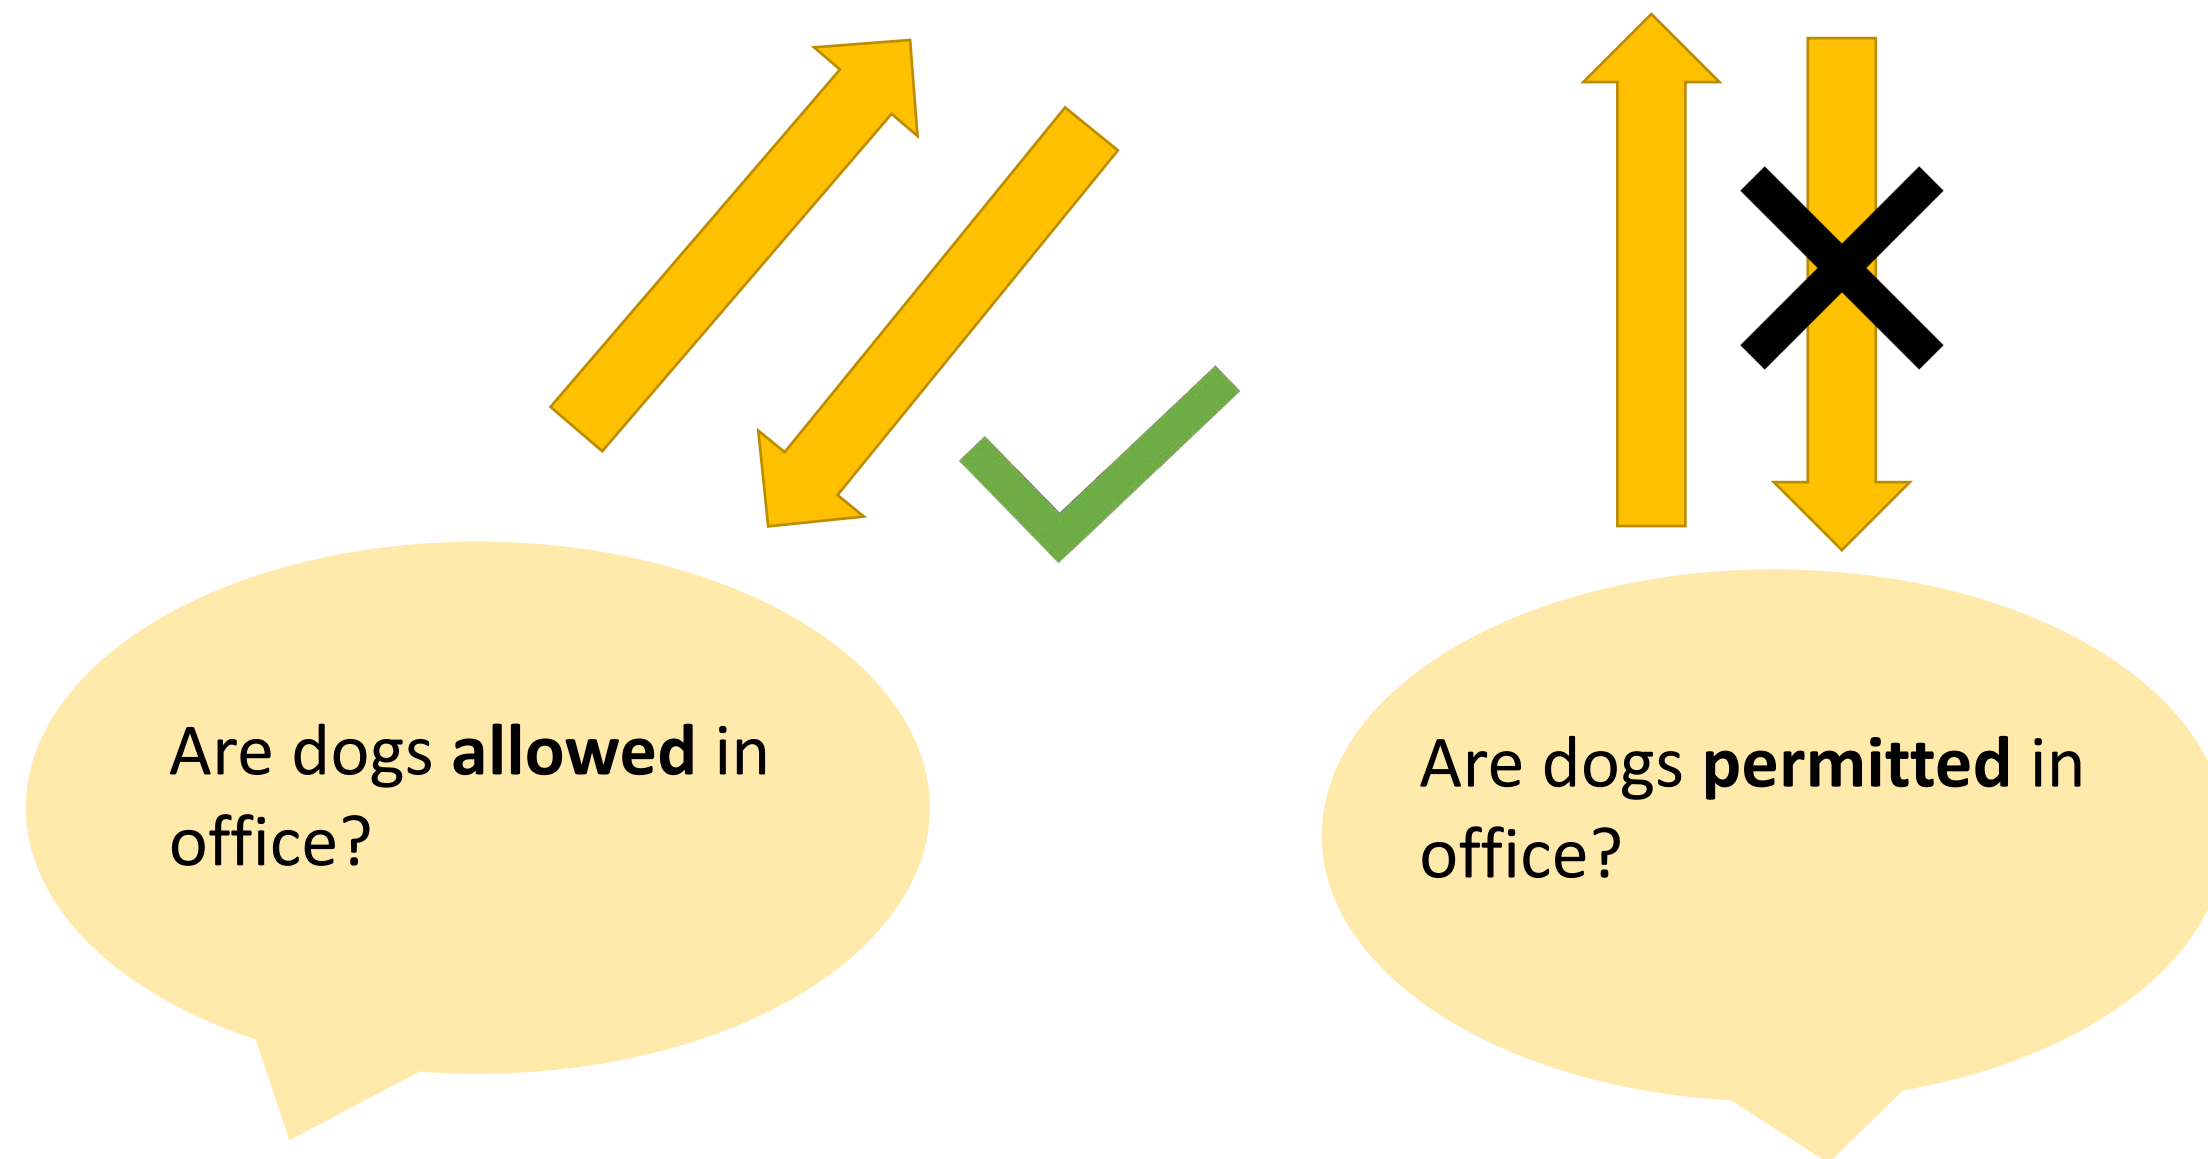 Are dogs allowed in
office?
Are dogs permitted in
office?